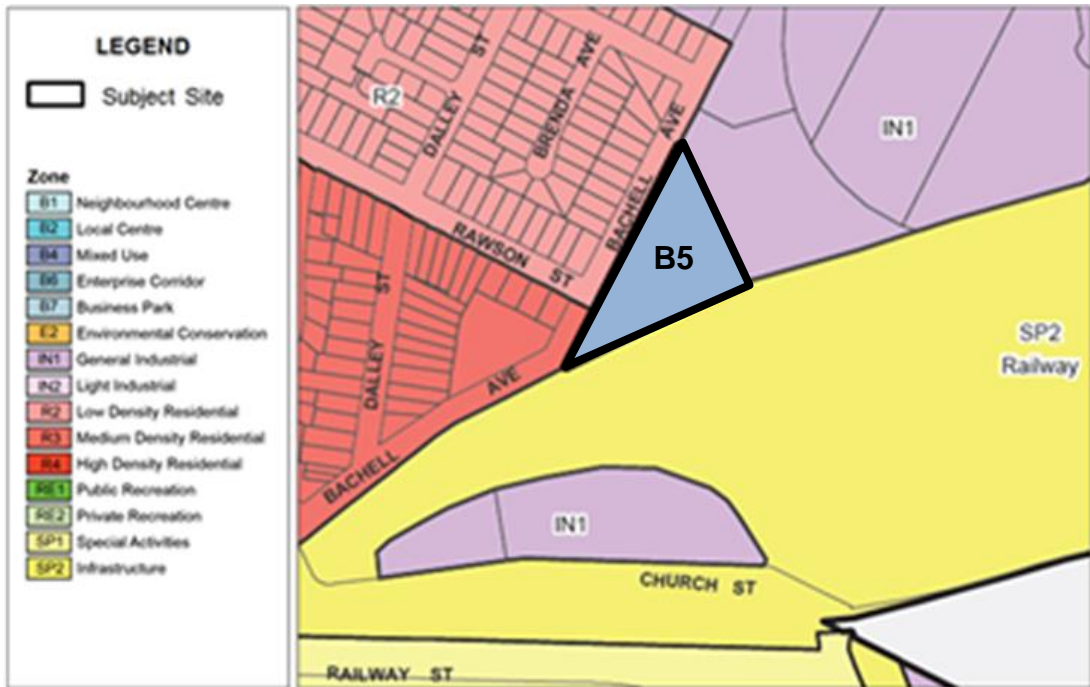 LEGEND
Subject Site
Zone
B1 Neighbourhood Centre
B2 Local Centre
B4 Mixed Use
B6 Enterprise Corridor
B7 Business Park
E2 Environmental Conservation
IN1 General Industrial
IN2 Light Industrial
R2 Low Density Residential
R3 Medium Density Residential
R4 High Density Residential
RE1 Public Recreation
RE2 Private Recreation
SP1 Special Activities
SP2 Infrastructure
R2
DALLEY ST
BRENDA AVE
BACHELL AVE
IN1
RAWSON ST
B5
DALLEY ST
SP2
Railway
BACHELL AVE
IN1
CHURCH ST
RAILWAY ST